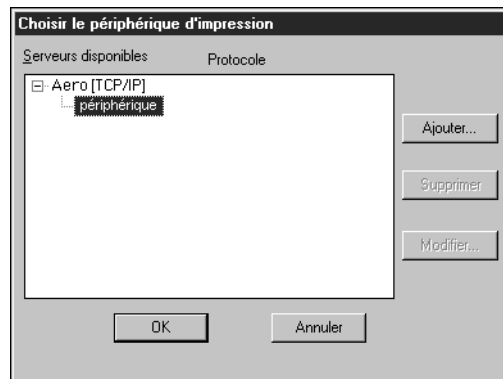 Choisir le périphérique d'impression
Serveurs disponibles Protocole
Aero [TCP/IP]
périphérique
Ajouter...
Supprimer
Modifier...
OK Annuler